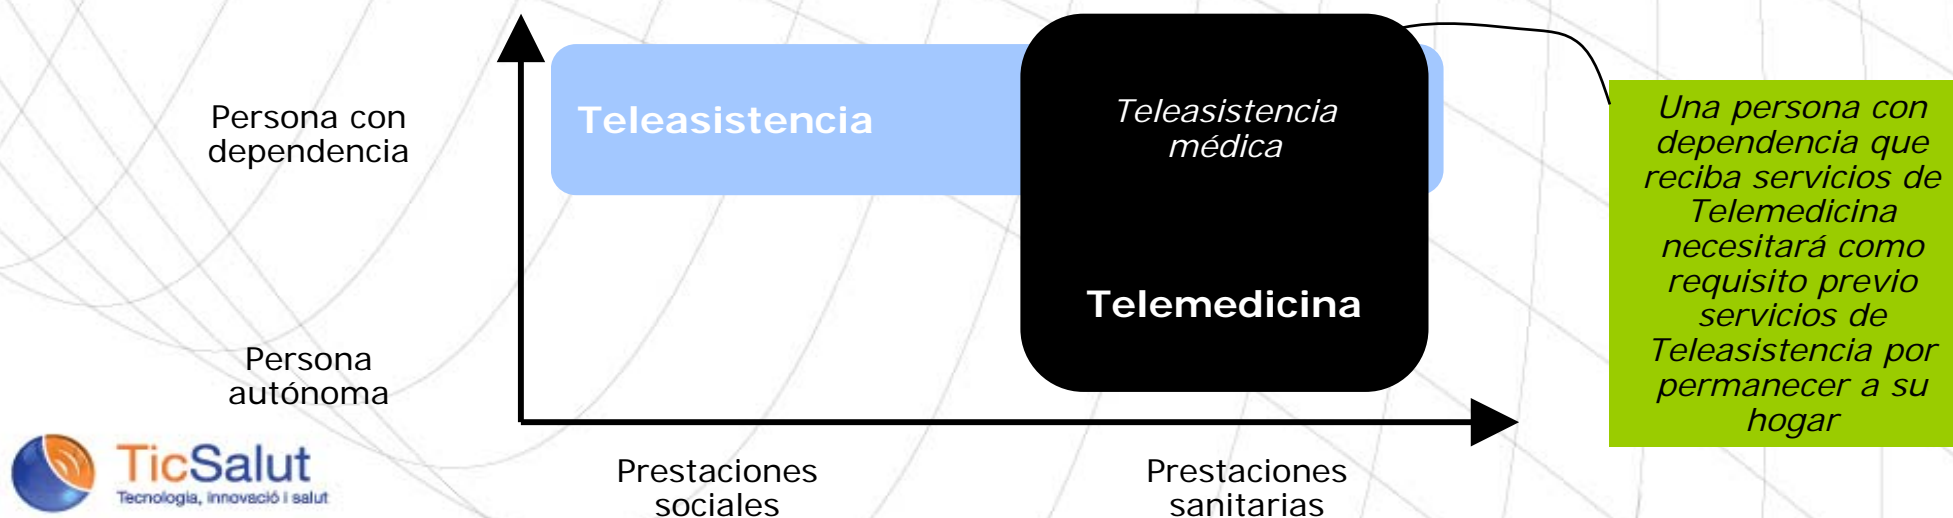 Persona con
dependencia
Teleasistencia
Teleasistencia
médica
Telemedicina
Persona
autónoma
Una persona con
dependencia que
reciba servicios de
Telemedicina
necesitará como
requisito previo
servicios de
Teleasistencia por
permanecer a su
hogar
Prestaciones
sociales
Prestaciones
sanitarias
TicSalut
Tecnologia, innovació i salut